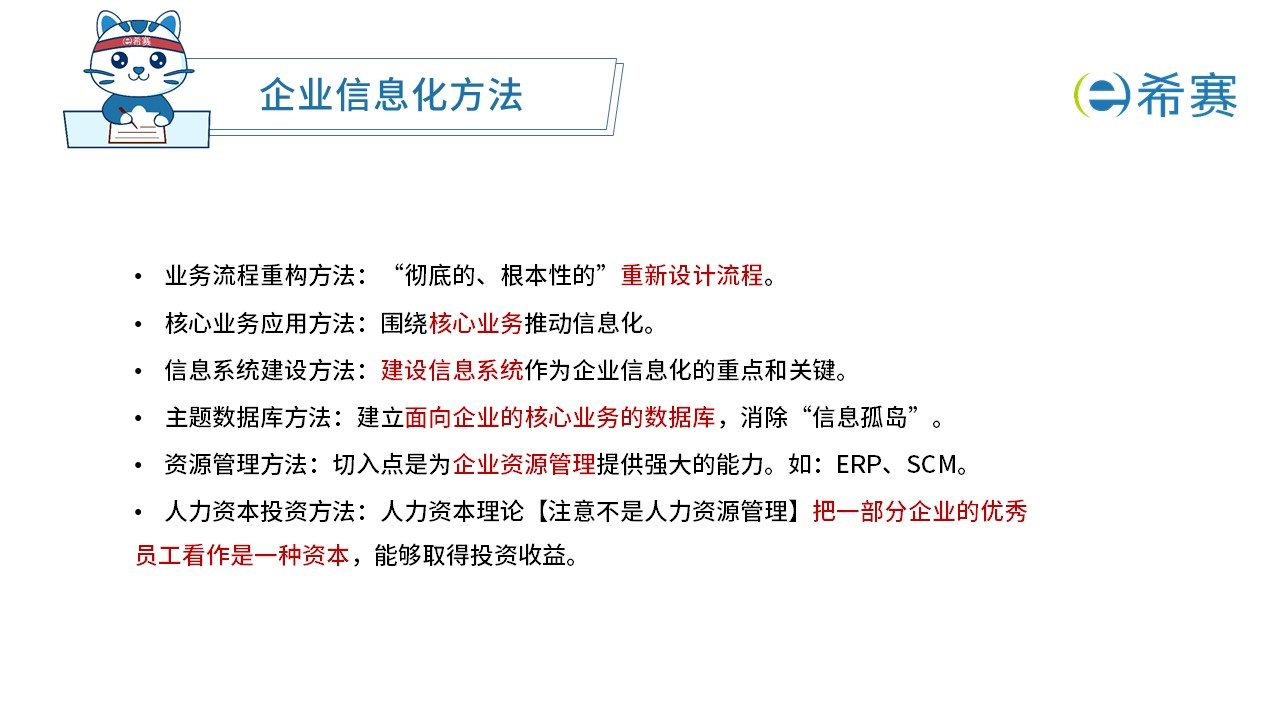 希赛
企业信息化方法
希赛
• 业务流程重构方法：“彻底的、根本性的”重新设计流程。
• 核心业务应用方法：围绕核心业务推动信息化。
• 信息系统建设方法：建设信息系统作为企业信息化的重点和关键。
• 主题数据库方法：建立面向企业的核心业务的数据库，消除“信息孤岛”。
• 资源管理方法：切入点是为企业资源管理提供强大的能力。如：ERP、SCM。
• 人力资本投资方法：人力资本理论【注意不是人力资源管理】把一部分企业的优秀
员工看作是一种资本，能够取得投资收益。